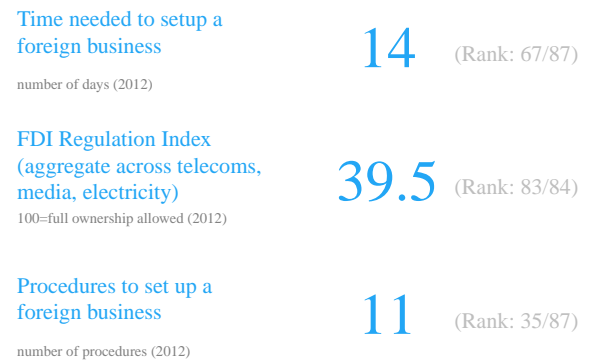 Time needed to setup a
foreign business
number of days (2012)
14
(Rank: 67/87)
FDI Regulation Index
(aggregate across telecoms,
media, electricity)
100=full ownership allowed (2012)
39.5
(Rank: 83/84)
Procedures to set up a
foreign business
number of procedures (2012)
11
(Rank: 35/87)